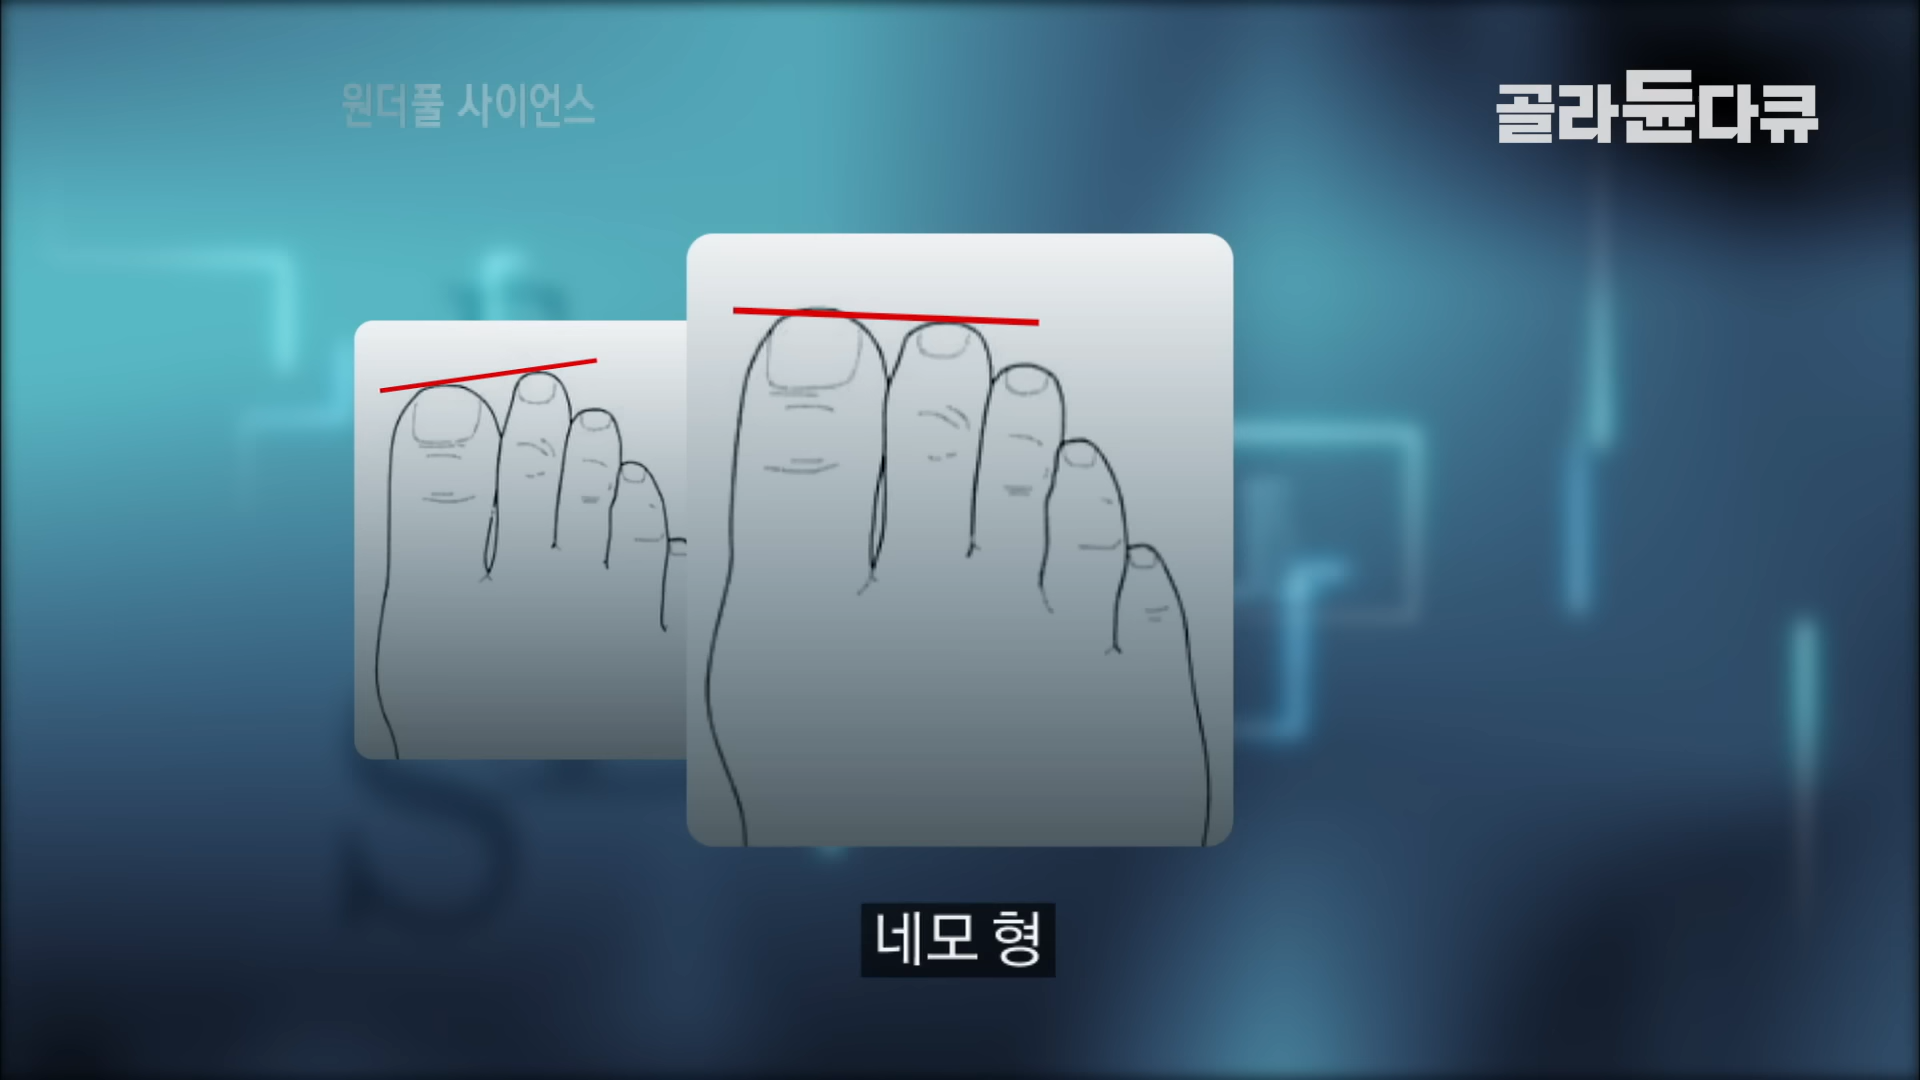 원더풀 사이언스
골라듄다큐
네모 형